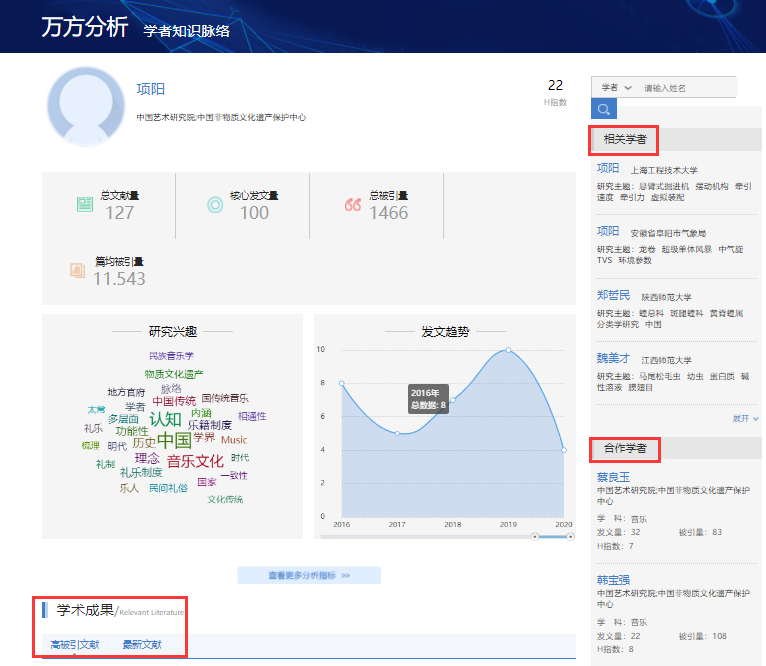 万方分析 学者知识脉络
项阳
中国艺术研究院;中国非物质文化遗产保护中心
22
H指数
总文献量
127
核心发文量
100
总被引量
1466
篇均被引量
11.543
研究兴趣
民族音乐学
物质文化遗产
脉络
地方官府
中国传统
国传统音乐
太常
学者
内涵
相通性
多层面
认知
乐籍制度
礼乐
功能性
中国
学界
Music
梳理
明代
历史
时代
礼制
理念
音乐文化
一致性
礼乐制度
国家
乐人
民间礼俗
文化传统
发文趋势
10
8
6
4
2
0
2016年
总数据: 8
2016 2017 2018 2019 2020
查看更多分析指标 >>
学术成果/Relevant Literature
高被引文献 最新文献
学者 请输入姓名
相关学者
项阳 上海工程技术大学
研究主题: 悬臂式掘进机 摆动机构 牵引
速度 牵引力 虚拟装配
项阳 安徽省阜阳市气象局
研究主题: 龙卷 超级单体风暴 中气旋
TVS 环境参数
郑哲民 陕西师范大学
研究主题: 蝗总科 斑腿蝗科 黄脊蝗属
分类学研究 中国
魏美才 江西师范大学
研究主题: 马尾松毛虫 幼虫 蛋白质 碱
性溶液 膜翅目
展开
合作学者
蔡良玉
中国艺术研究院;中国非物质文化遗产保护
中心
学 科: 音乐
发文量: 32 被引量: 83
H指数: 7
韩宝强
中国艺术研究院;中国非物质文化遗产保护
中心
学 科: 音乐
发文量: 22 被引量: 108
H指数: 8